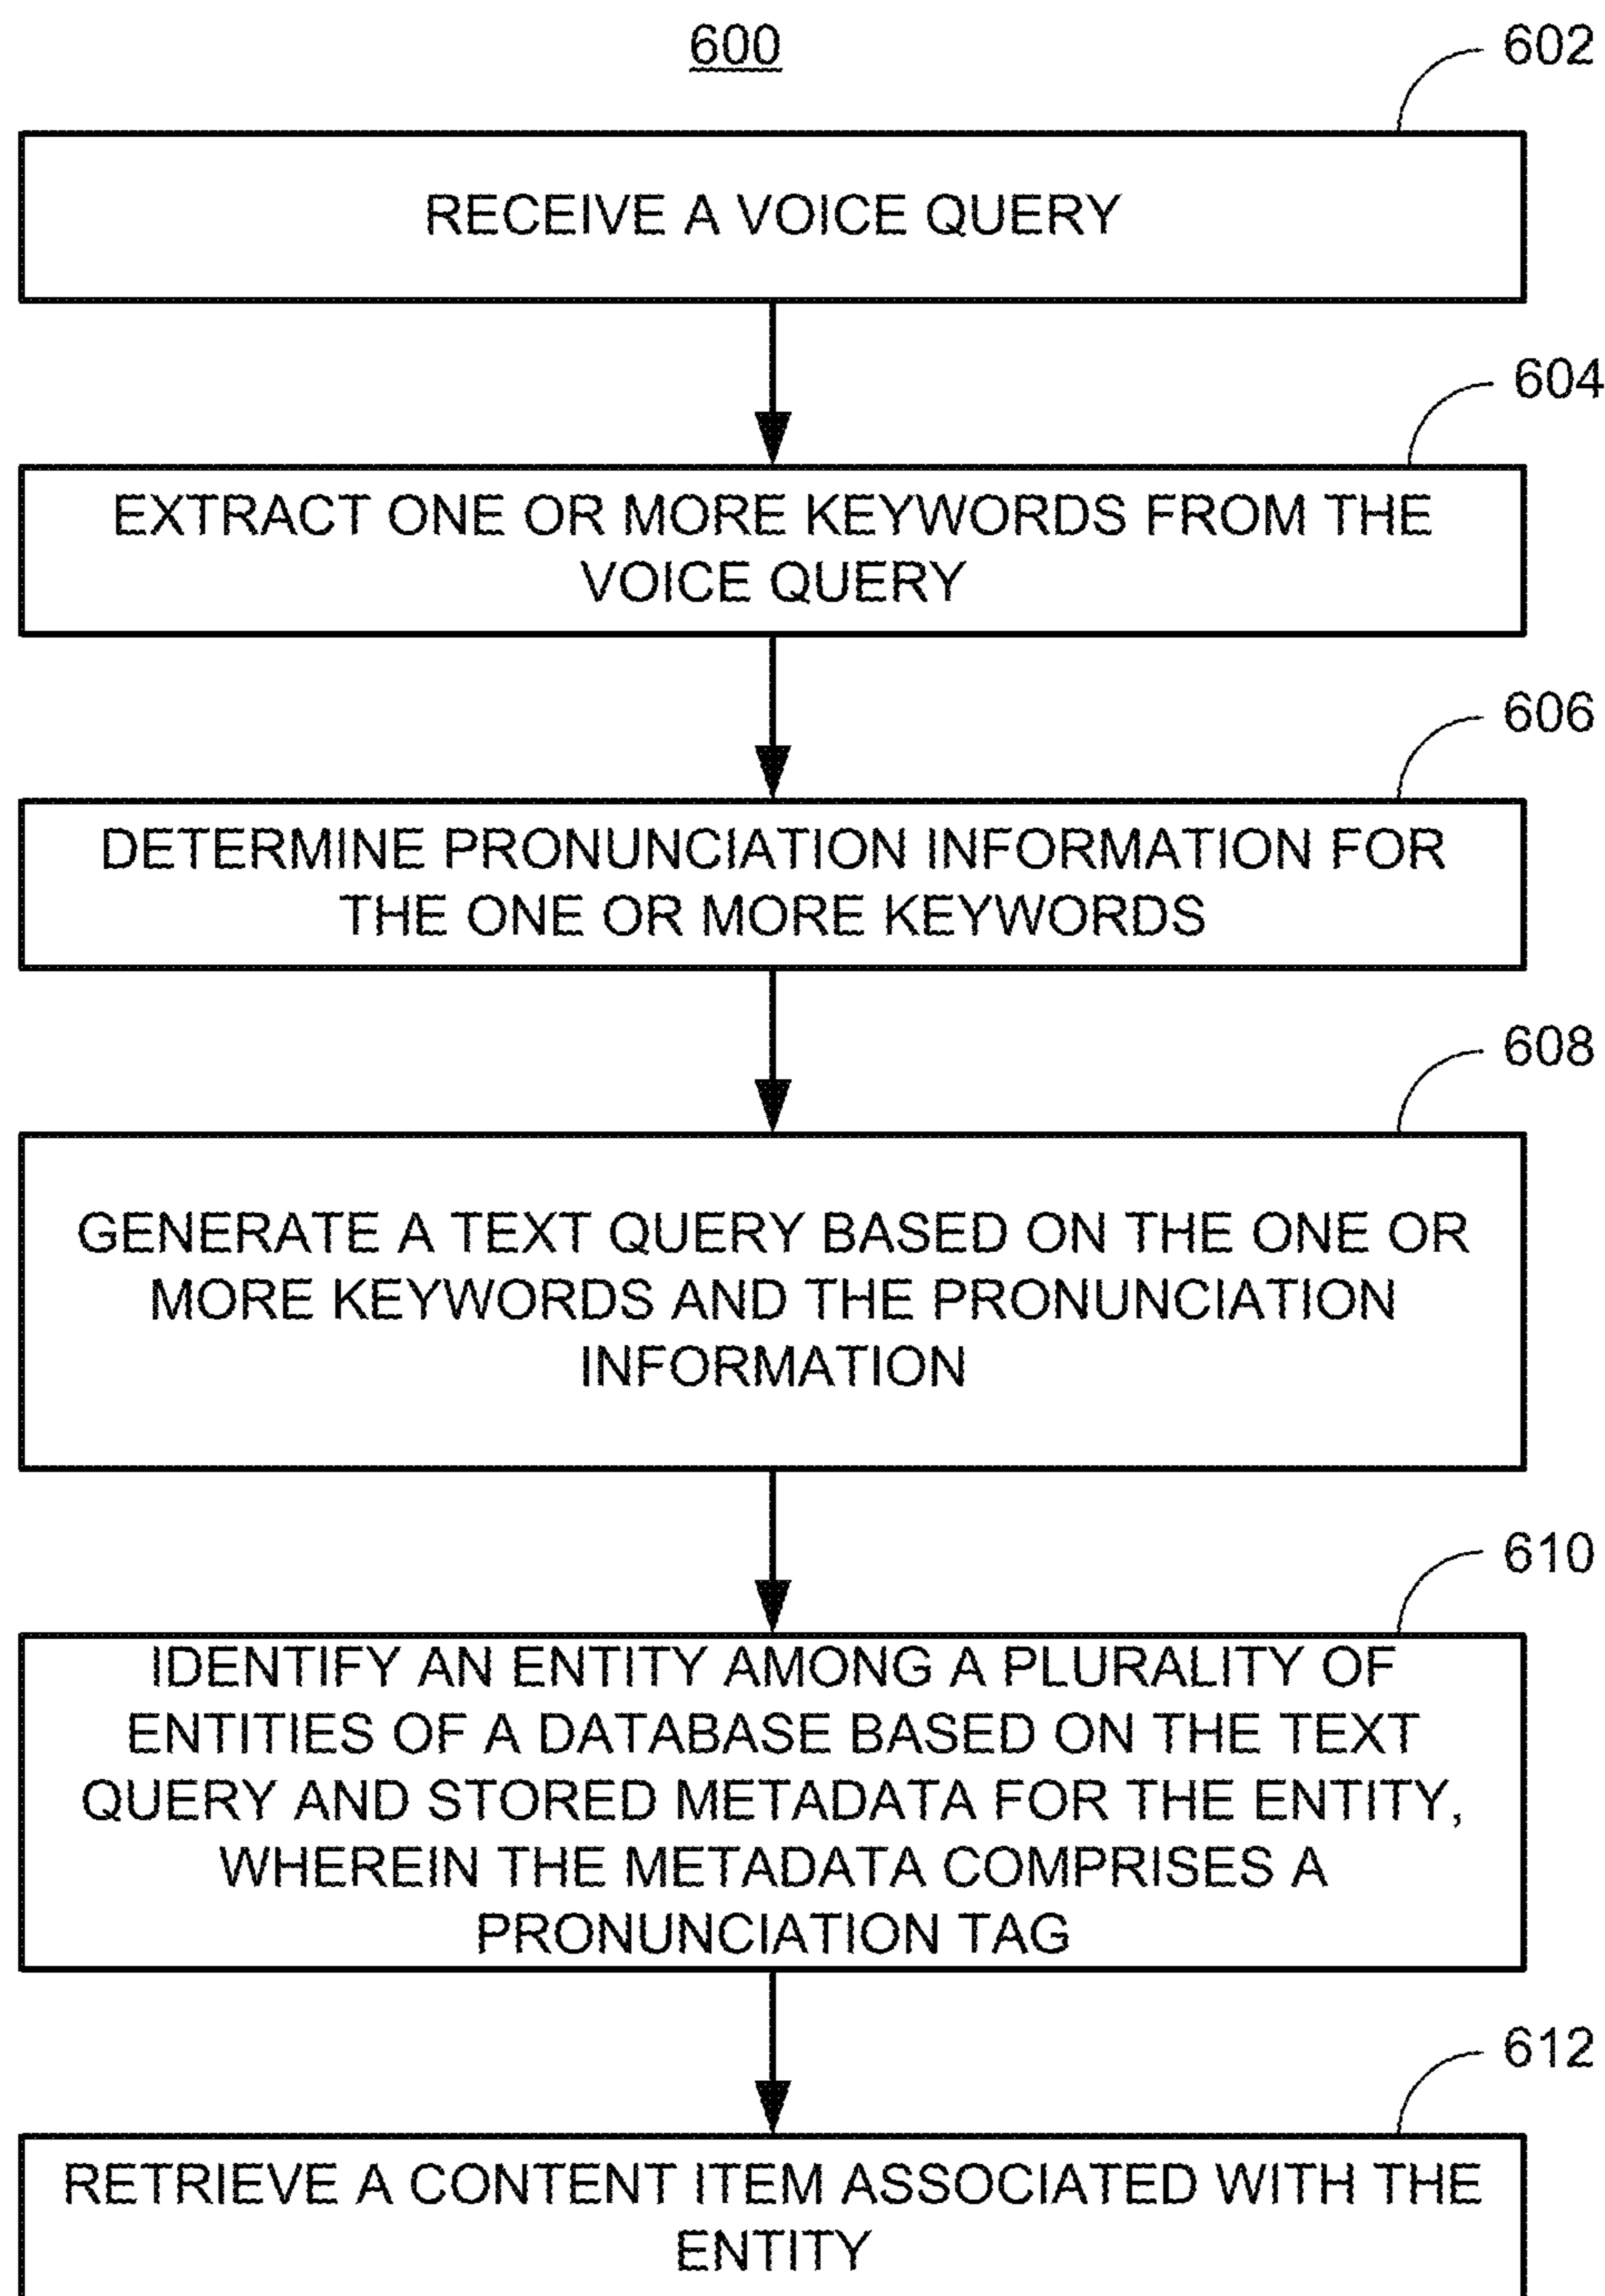 600
602
RECEIVE A VOICE QUERY
604
EXTRACT ONE OR MORE KEYWORDS FROM THE
VOICE QUERY
606
DETERMINE PRONUNCIATION INFORMATION FOR
THE ONE OR MORE KEYWORDS
608
GENERATE A TEXT QUERY BASED ON THE ONE OR
MORE KEYWORDS AND THE PRONUNCIATION
INFORMATION
610
IDENTIFY AN ENTITY AMONG A PLURALITY OF
ENTITIES OF A DATABASE BASED ON THE TEXT
QUERY AND STORED METADATA FOR THE ENTITY,
WHEREIN THE METADATA COMPRISES A
PRONUNCIATION TAG
612
RETRIEVE A CONTENT ITEM ASSOCIATED WITH THE
ENTITY